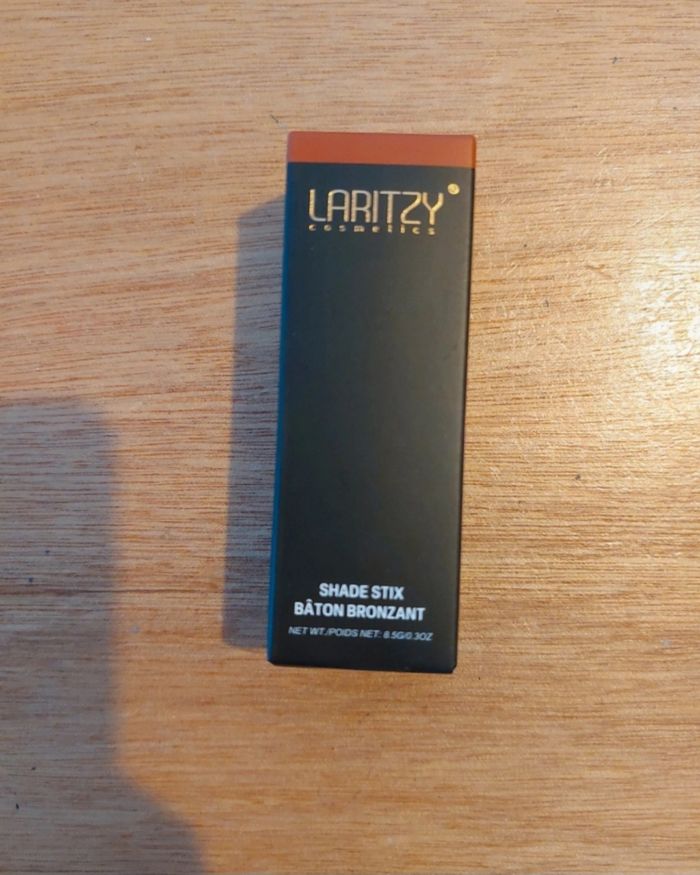 LARITZY
cosmetics
SHADE STIX
BÂTON BRONZANT
NET WT./POIDS NET: 8.5G/0.3OZ